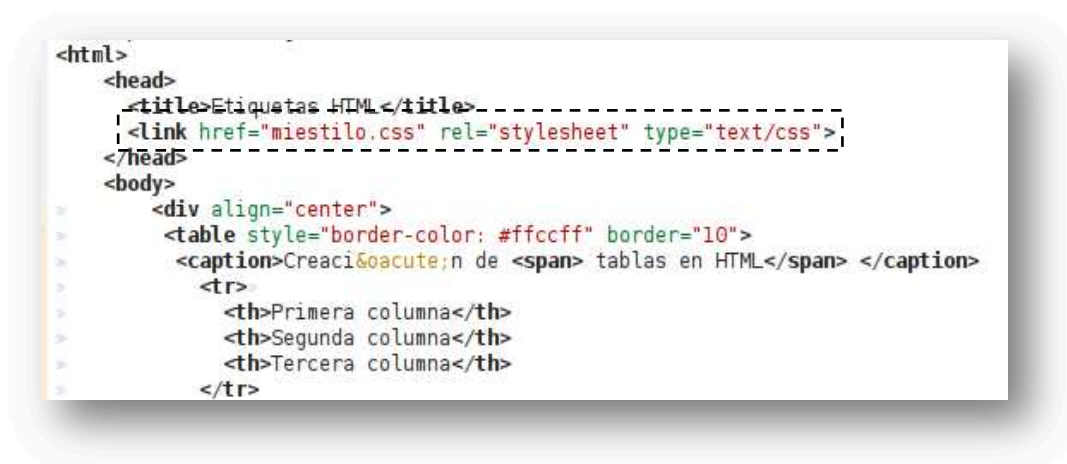 <html>
<head>
<title>Etiquetas HTML</title>
<link href="miestilo.css" rel="stylesheet" type="text/css">
</head>
<body>
<div align="center">
<table style="border-color: #ffccff" border="10">
<caption>Creaci&oacute;n de <span> tablas en HTML</span> </caption>
<tr>
<th>Primera columna</th>
<th>Segunda columna</th>
<th>Tercera columna</th>
</tr>